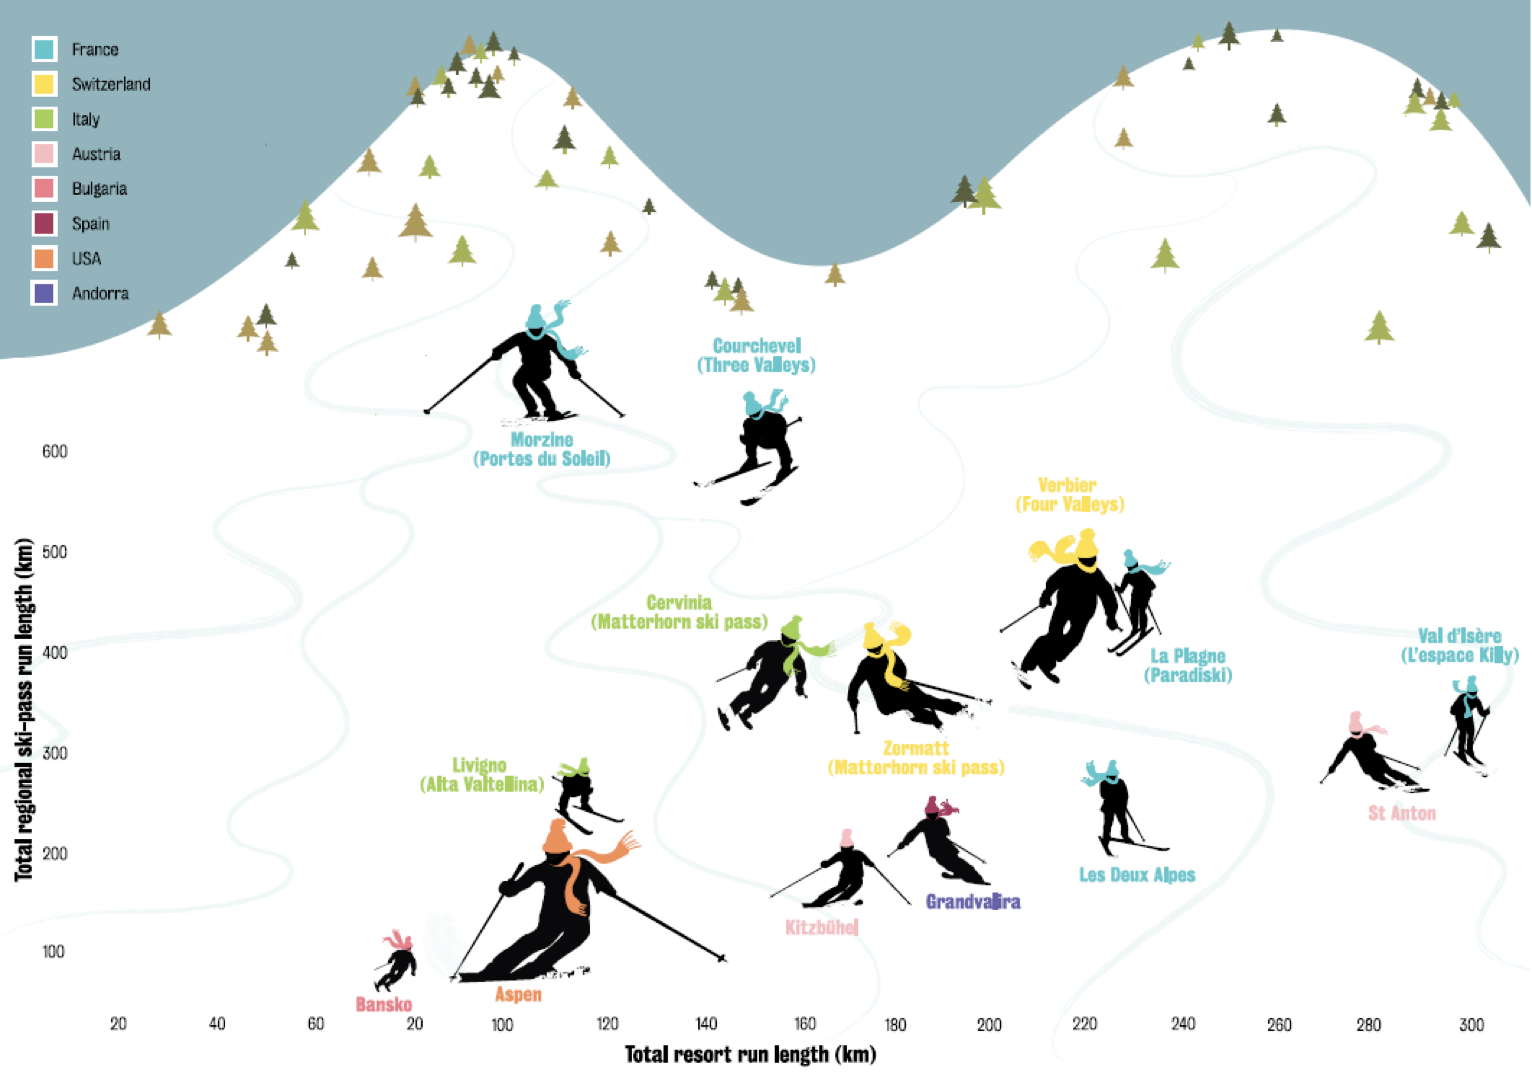 France
Switzerland
Italy
Austria
Bulgaria
Spain
USA
Andorra
Courchevel
(Three Valleys)
Morzine
(Portes du Soleil)
Verbier
(Four Valleys)
Cervinia
(Matterhorn ski pass)
La Plagne
(Paradiski)
Val d'Isère
(L'espace Killy)
Zermatt
(Matterhorn ski pass)
Livigno
(Alta Valtellina)
St Anton
Les Deux Alpes
Grandvalira
Kitzbühel
Bansko
Aspen
Total regional ski-pass run length (km)
600
500
400
300
200
100
20 40 60 20 100 120 140 160 180 200 220 240 260 280 300
Total resort run length (km)